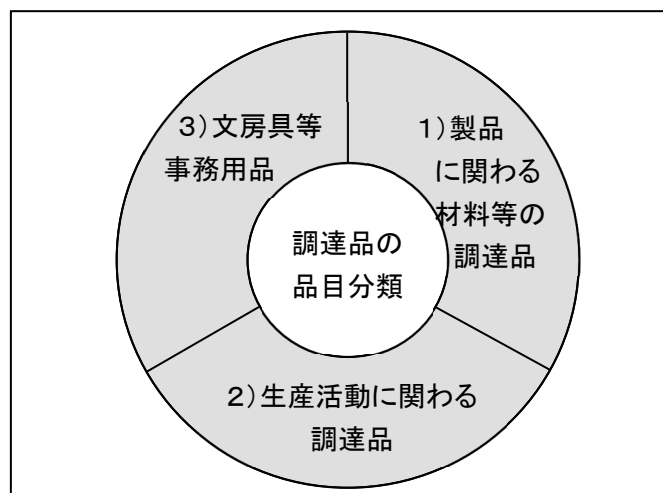 調達品の
品目分類
1)製品
に関わる
材料等の
調達品
2)生産活動に関わる
調達品
3)文房具等
事務用品